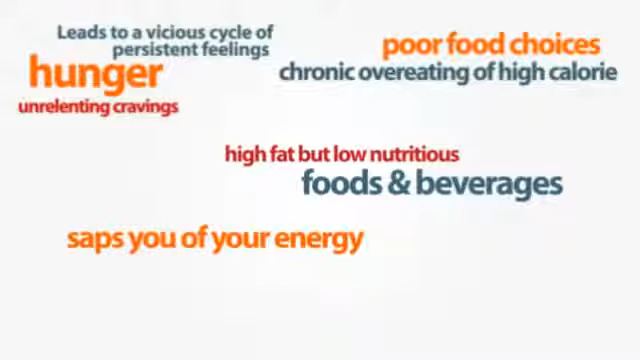 Leads to a vicious cycle of
persistent feelings
hunger
unrelenting cravings
poor food choices
chronic overeating of high calorie
high fat but low nutritious
foods & beverages
saps you of your energy